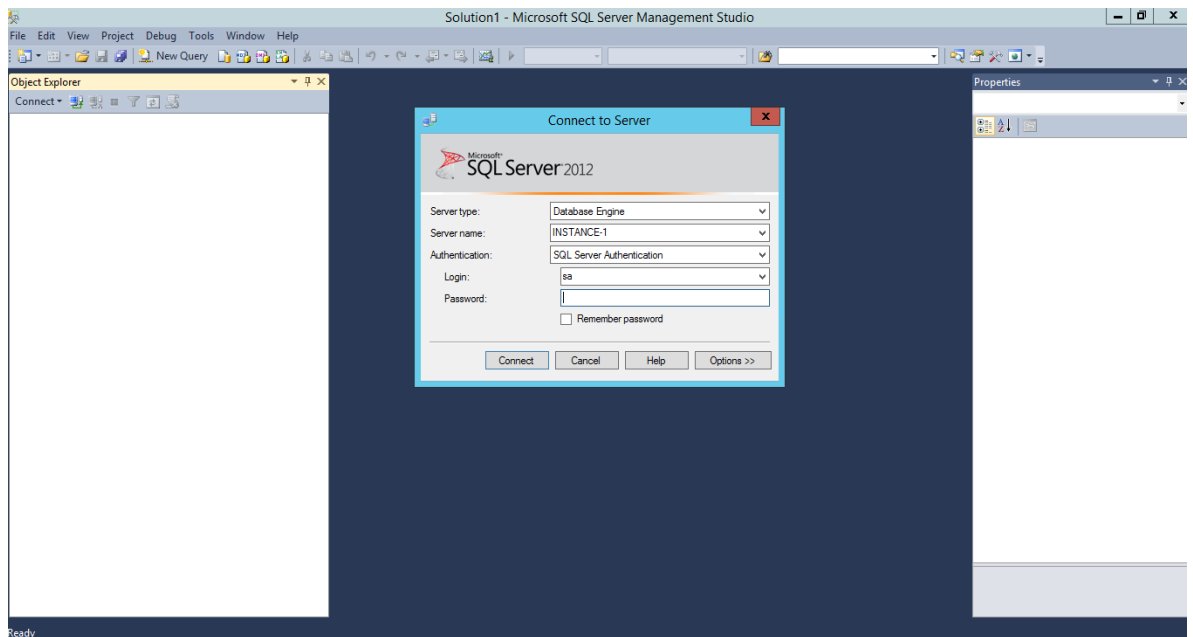 Solution1 - Microsoft SQL Server Management Studio
File Edit View Project Debug Tools Window Help
New Query
Object Explorer
Connect
Properties
Connect to Server
Microsoft
SQL Server 2012
Server type: Database Engine
Server name: INSTANCE-1
Authentication: SQL Server Authentication
Login: sa
Password:
Remember password
Connect Cancel Help Options >>
Ready